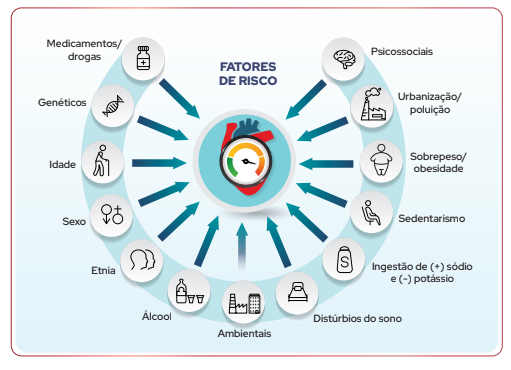 FATORES
DE RISCO
Medicamentos/
drogas
Genéticos
Idade
Sexo
Etnia
Álcool
Ambientais
Distúrbios do sono
Ingestão de (+) sódio
e (-) potássio
S
Sedentarismo
Sobrepeso/
obesidade
Urbanização/
poluição
Psicossociais